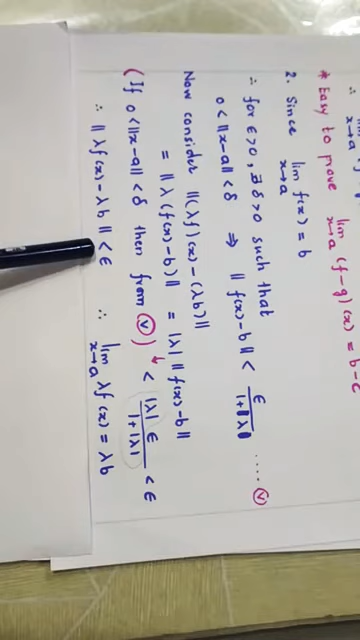 ∴ lim
x→a
* Easy to prove lim (f-g)(x) = b-c
x→a
2. Since lim f(x) = b
x→a
∴ for ε>0, ∃ δ>0 such that
0<||x-a||<δ ⇒ ||f(x)-b|| < ε/(1+|λ|) ..... (v)
Now consider ||(λf)(x)-(λb)||
= ||λ(f(x)-b)|| = |λ| ||f(x)-b||
(If 0<||x-a||<δ then from (v)) < |λ|ε/(1+|λ|) < ε
∴ ||λf(x)-λb||<ε ∴ lim λf(x) = λb
x→a